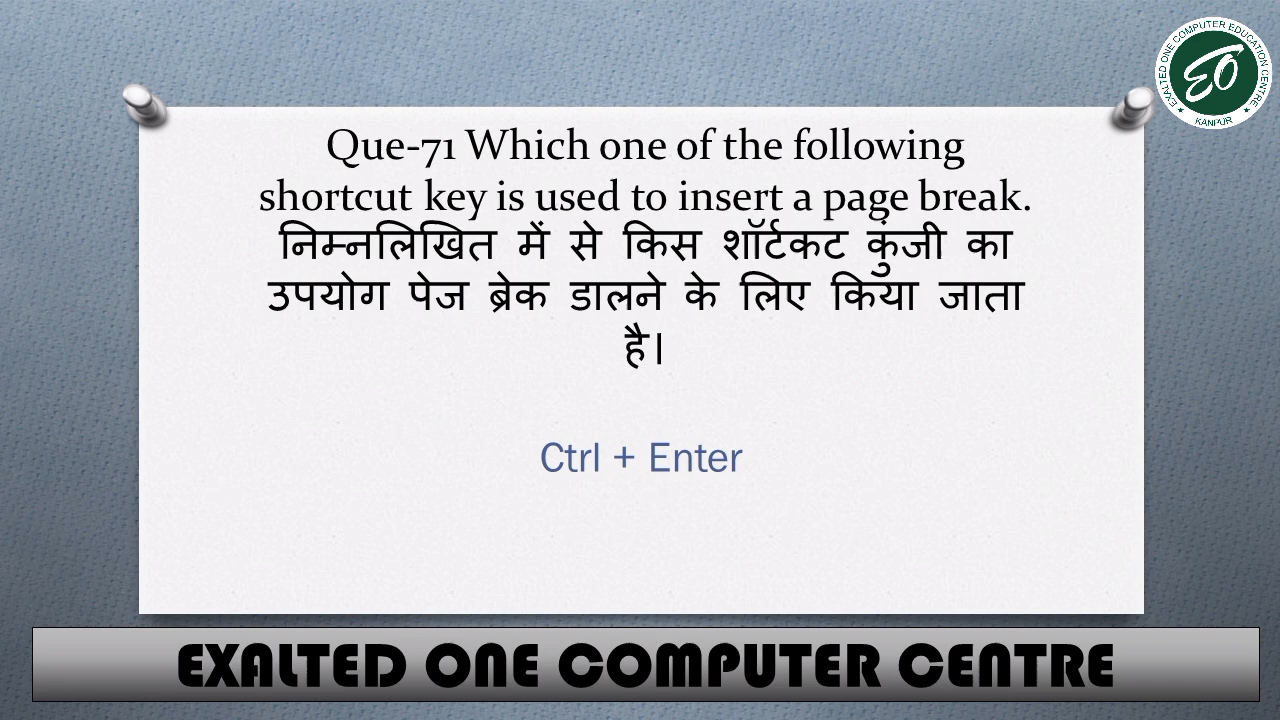 EXALTED ONE COMPUTER EDUCATION CENTRE
EO
KANPUR
Que-71 Which one of the following
shortcut key is used to insert a page break.
निम्नलिखित में से किस शॉर्टकट कुंजी का
उपयोग पेज ब्रेक डालने के लिए किया जाता
है।
Ctrl + Enter
EXALTED ONE COMPUTER CENTRE